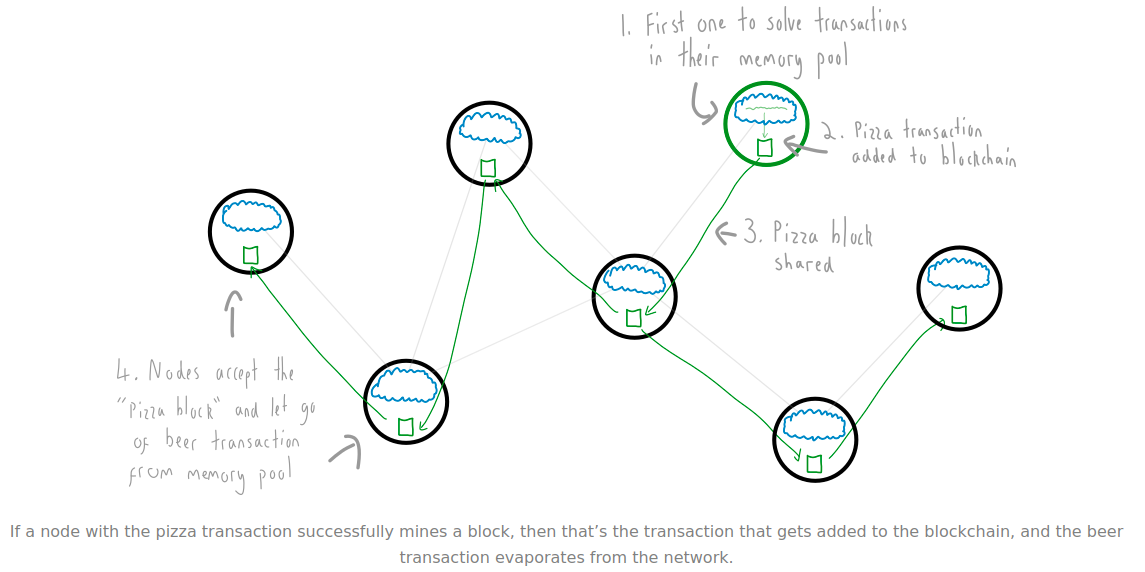 1. First one to solve transactions
in their memory pool
2. Pizza transaction
added to blockchain
3. Pizza block
shared
4. Nodes accept the
"Pizza block" and let go
of beer transaction
from memory pool
If a node with the pizza transaction successfully mines a block, then that’s the transaction that gets added to the blockchain, and the beer
transaction evaporates from the network.